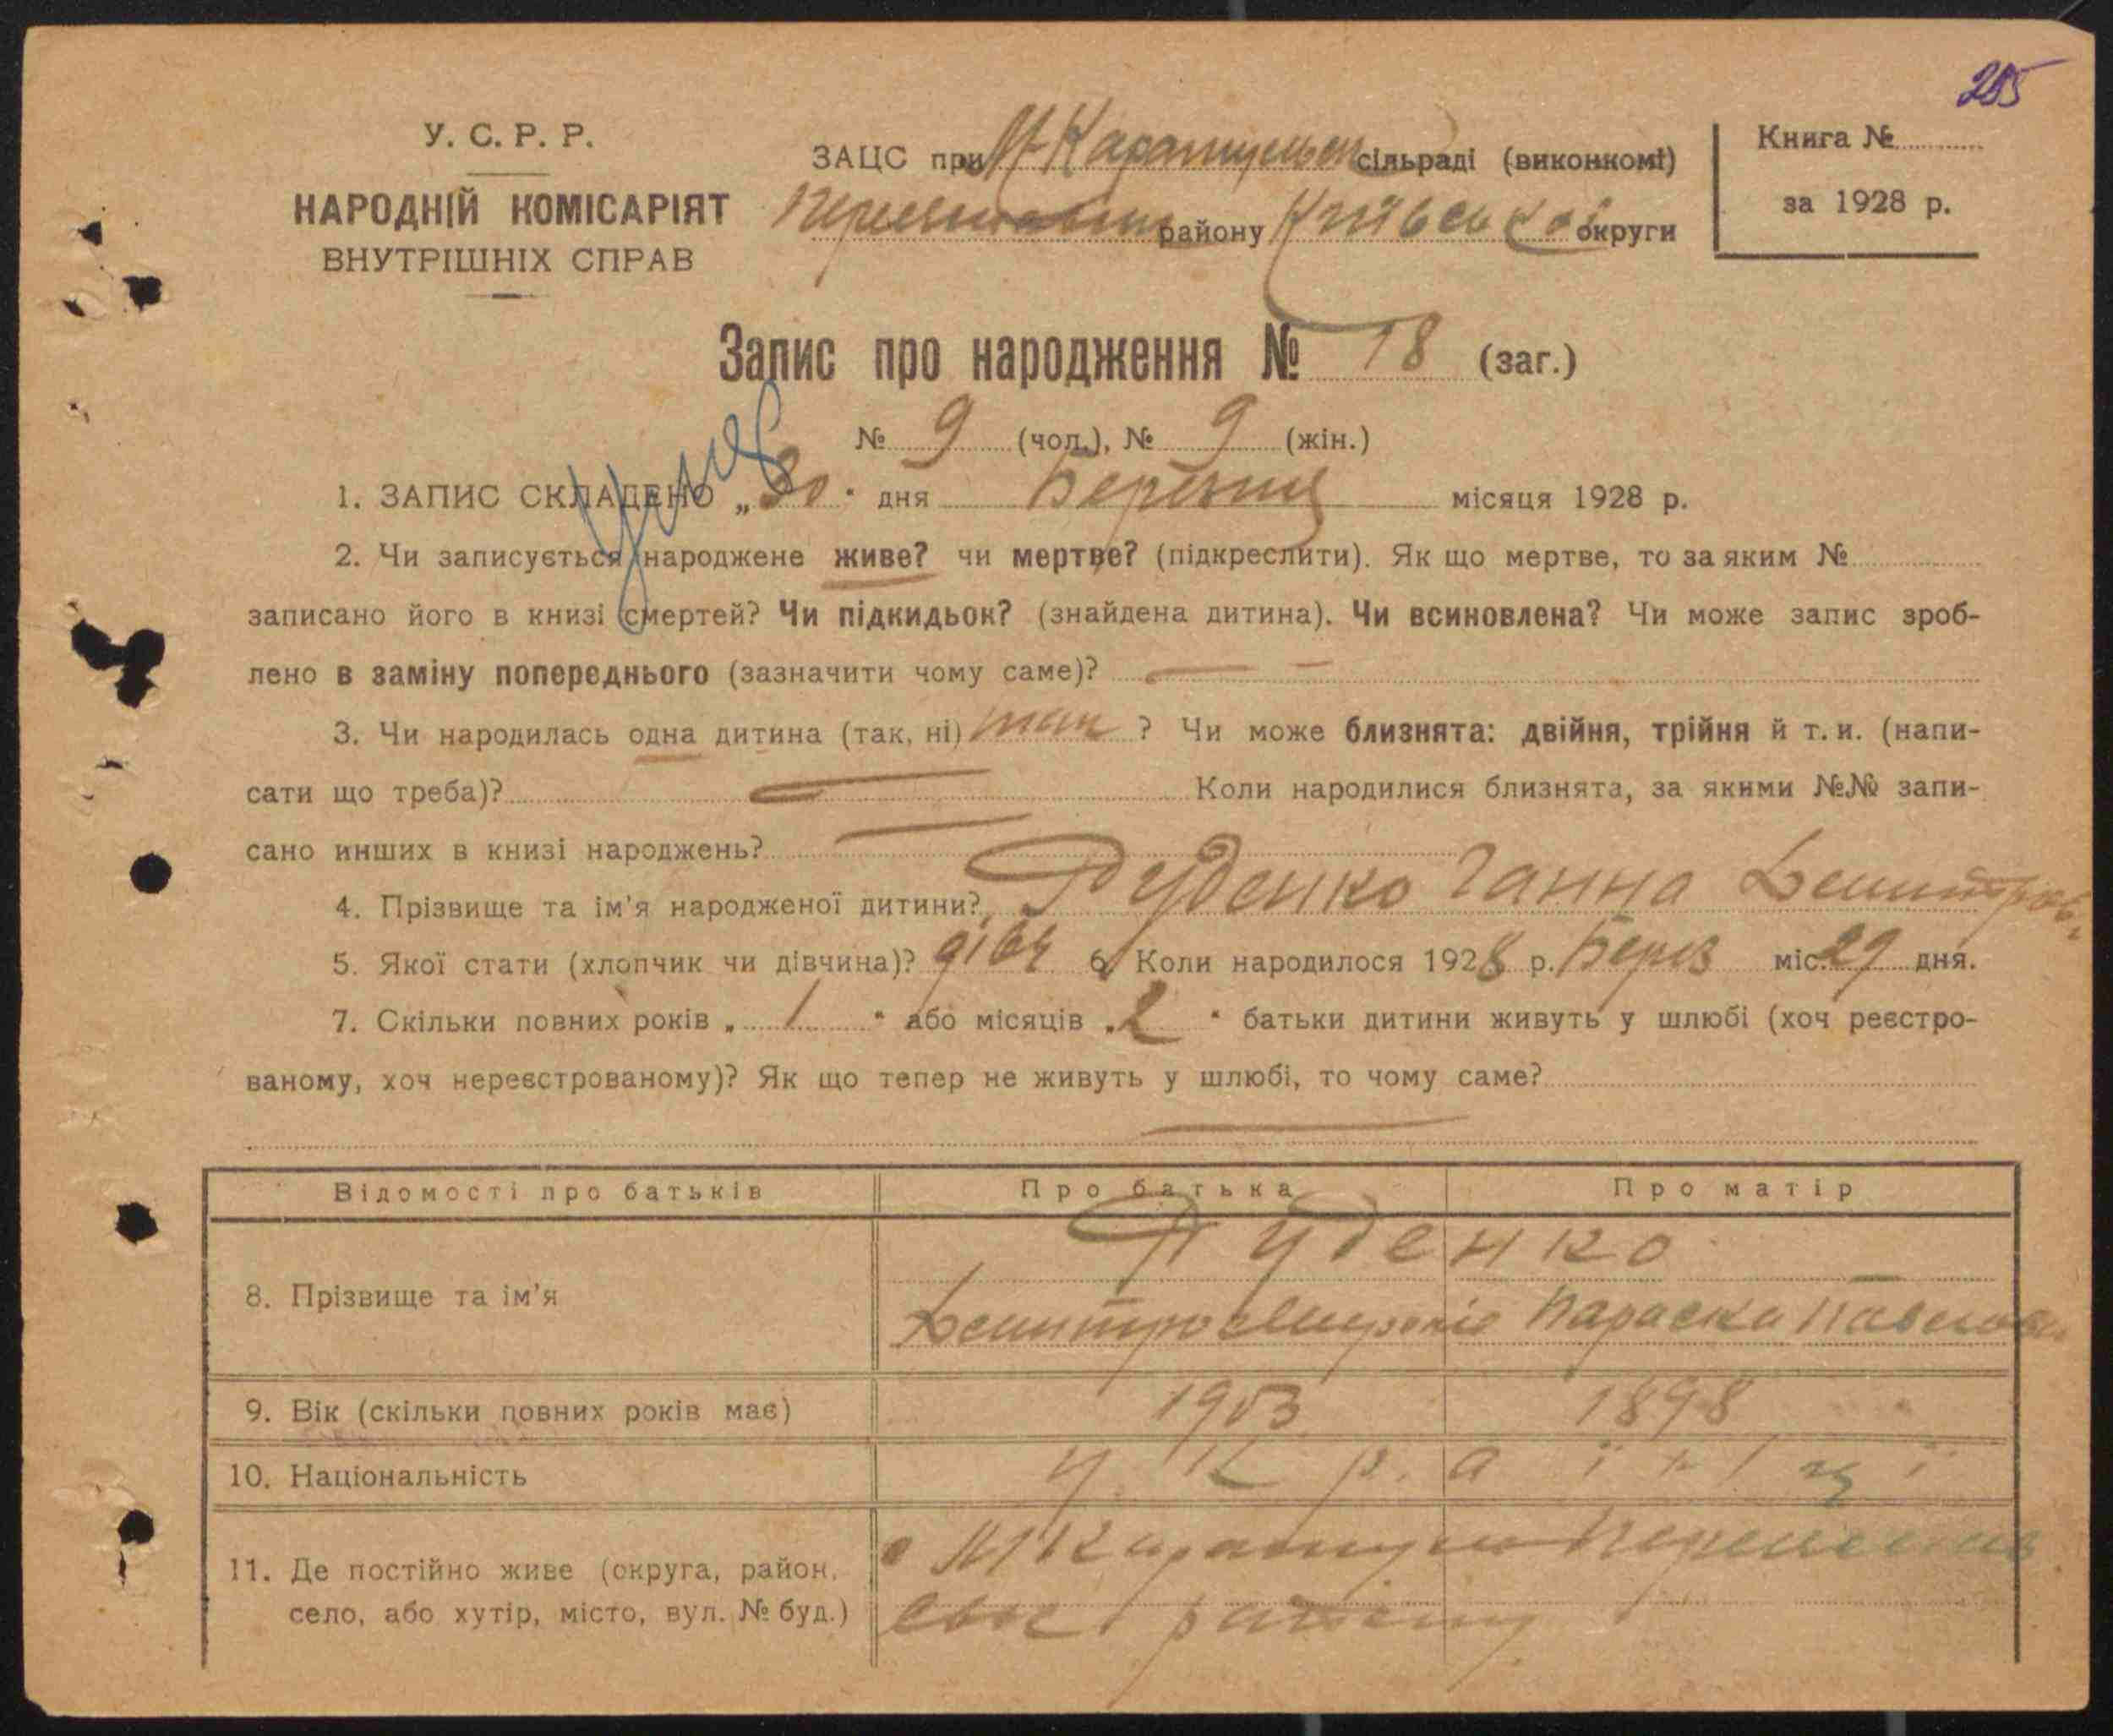 205
У. С. Р. Р.
НАРОДНІЙ КОМІСАРІЯТ
ВНУТРІШНІХ СПРАВ
ЗАЦС при М-Каратульськ сільраді (виконкомі)
району Київської округи
Книга №
за 1928 р.
Запис про народження № 18 (заг.)
№ 9 (чол.), № 9 (жін.)
1. ЗАПИС СКЛАДЕНО „30" дня Березня місяця 1928 р.
2. Чи записується народжене живе? чи мертве? (підкреслити). Як що мертве, то за яким №
записано його в книзі смертей? Чи підкидьок? (знайдена дитина). Чи всиновлена? Чи може запис зроб-
лено в заміну попереднього (зазначити чому саме)? —
3. Чи народилась одна дитина (так, ні) так ? Чи може близнята: двійня, трійня й т. и. (напи-
сати що треба)? — Коли народилися близнята, за якими №№ запи-
сано инших в книзі народжень? —
4. Прізвище та ім'я народженої дитини? Руденко Ганна Демитров
5. Якої стати (хлопчик чи дівчина)? дівч 6. Коли народилося 1928 р. Берез міс. 29 дня.
7. Скільки повних років „ 1 " або місяців „ 2 " батьки дитини живуть у шлюбі (хоч реєстро-
ваному, хоч нереєстрованому)? Як що тепер не живуть у шлюбі, то чому саме?
—
Відомості про батьків Про батька Про матір
8. Прізвище та ім'я Руденко
Демитро Параска Павлова
9. Вік (скільки повних років має) 1903 1898
10. Національність українці
11. Де постійно живе (округа, район, М Каратуль
село, або хутір, місто, вул. № буд.) району